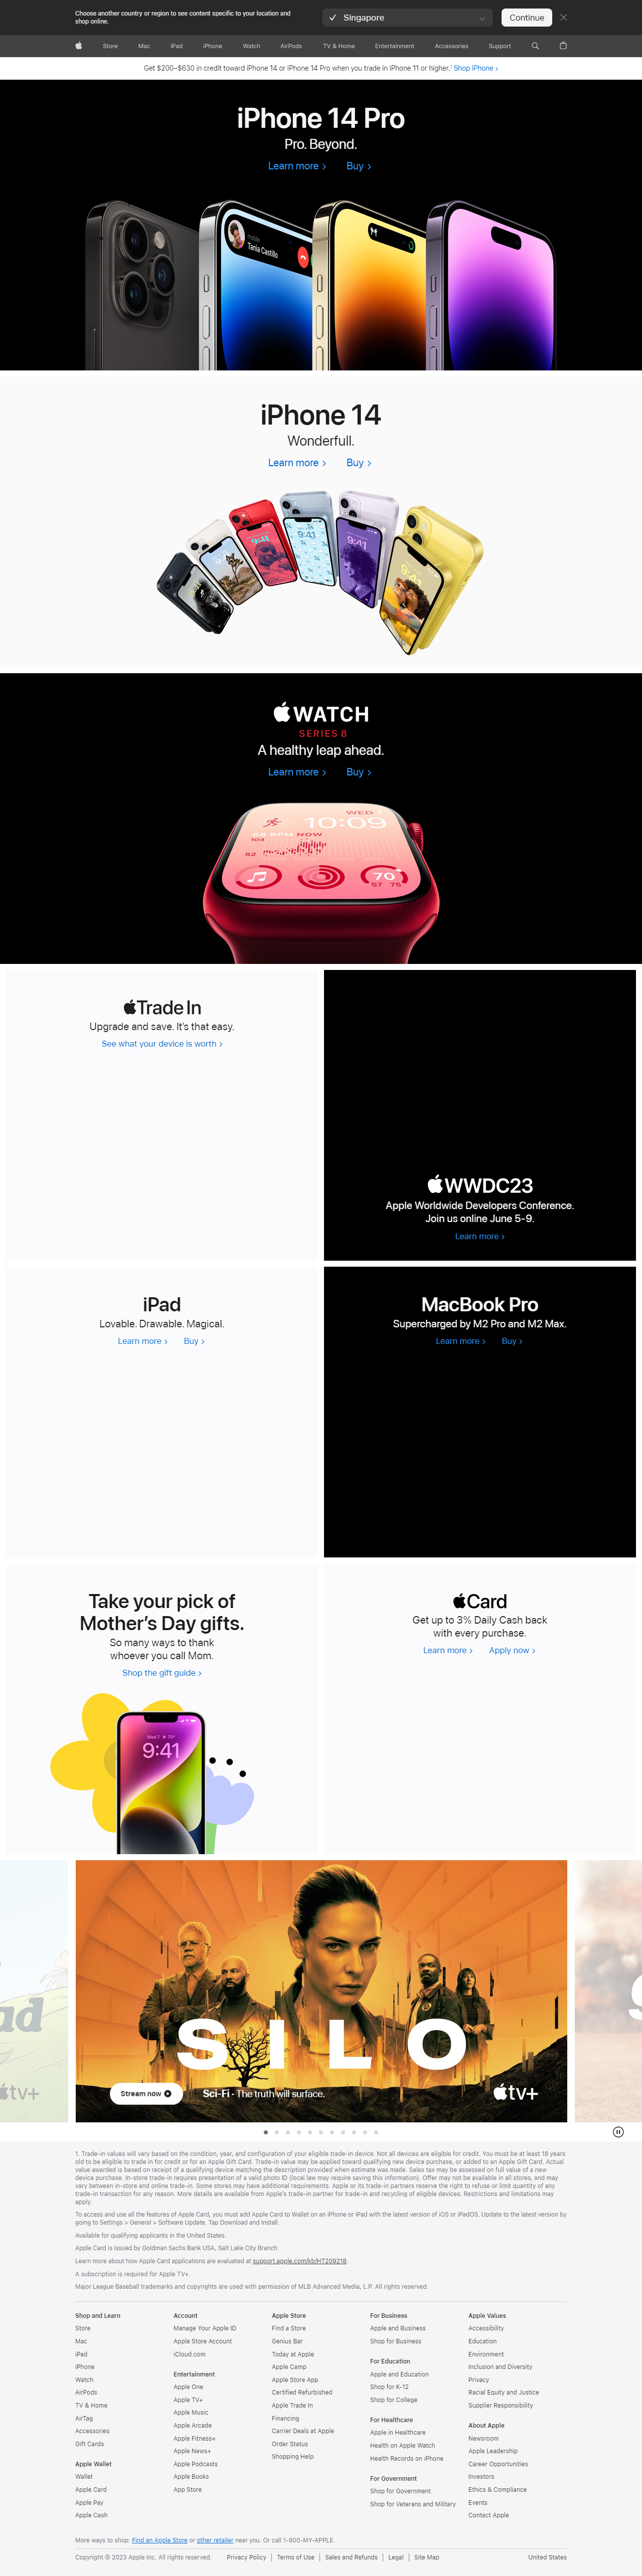 Choose another country or region to see content specific to your location and
shop online.
Singapore
Continue
Store Mac iPad iPhone Watch AirPods TV & Home Entertainment Accessories Support
Get $200–$630 in credit toward iPhone 14 or iPhone 14 Pro when you trade in iPhone 11 or higher.¹ Shop iPhone >
iPhone 14 Pro
Pro. Beyond.
Learn more > Buy >
mobile
Tania Castillo
iPhone 14
Wonderfull.
Learn more > Buy >
9:41
9:41
9:41
9:41
9:41
WATCH
SERIES 8
A healthy leap ahead.
Learn more > Buy >
WED
10:09
68 BPM NOW
104
52
70°
57 75
Trade In
Upgrade and save. It's that easy.
See what your device is worth >
WWDC23
Apple Worldwide Developers Conference.
Join us online June 5-9.
Learn more >
iPad
Lovable. Drawable. Magical.
Learn more > Buy >
MacBook Pro
Supercharged by M2 Pro and M2 Max.
Learn more > Buy >
Take your pick of
Mother's Day gifts.
So many ways to thank
whoever you call Mom.
Shop the gift guide >
Wed 7 70°
9:41
Card
Get up to 3% Daily Cash back
with every purchase.
Learn more > Apply now >
tv+
SILO
Stream now
Sci-Fi · The truth will surface.
tv+
1. Trade-in values will vary based on the condition, year, and configuration of your eligible trade-in device. Not all devices are eligible for credit. You must be at least 18 years
old to be eligible to trade in for credit or for an Apple Gift Card. Trade-in value may be applied toward qualifying new device purchase, or added to an Apple Gift Card. Actual
value awarded is based on receipt of a qualifying device matching the description provided when estimate was made. Sales tax may be assessed on full value of a new
device purchase. In-store trade-in requires presentation of a valid photo ID (local law may require saving this information). Offer may not be available in all stores, and may
vary between in-store and online trade-in. Some stores may have additional requirements. Apple or its trade-in partners reserve the right to refuse or limit quantity of any
trade-in transaction for any reason. More details are available from Apple's trade-in partner for trade-in and recycling of eligible devices. Restrictions and limitations may
apply.
To access and use all the features of Apple Card, you must add Apple Card to Wallet on an iPhone or iPad with the latest version of iOS or iPadOS. Update to the latest version by
going to Settings > General > Software Update. Tap Download and Install.
Available for qualifying applicants in the United States.
Apple Card is issued by Goldman Sachs Bank USA, Salt Lake City Branch.
Learn more about how Apple Card applications are evaluated at support.apple.com/kb/HT209218.
A subscription is required for Apple TV+.
Major League Baseball trademarks and copyrights are used with permission of MLB Advanced Media, L.P. All rights reserved.
Shop and Learn
Store
Mac
iPad
iPhone
Watch
AirPods
TV & Home
AirTag
Accessories
Gift Cards
Apple Wallet
Wallet
Apple Card
Apple Pay
Apple Cash
Account
Manage Your Apple ID
Apple Store Account
iCloud.com
Entertainment
Apple One
Apple TV+
Apple Music
Apple Arcade
Apple Fitness+
Apple News+
Apple Podcasts
Apple Books
App Store
Apple Store
Find a Store
Genius Bar
Today at Apple
Apple Camp
Apple Store App
Certified Refurbished
Apple Trade In
Financing
Carrier Deals at Apple
Order Status
Shopping Help
For Business
Apple and Business
Shop for Business
For Education
Apple and Education
Shop for K-12
Shop for College
For Healthcare
Apple in Healthcare
Health on Apple Watch
Health Records on iPhone
For Government
Shop for Government
Shop for Veterans and Military
Apple Values
Accessibility
Education
Environment
Inclusion and Diversity
Privacy
Racial Equity and Justice
Supplier Responsibility
About Apple
Newsroom
Apple Leadership
Career Opportunities
Investors
Ethics & Compliance
Events
Contact Apple
More ways to shop: Find an Apple Store or other retailer near you. Or call 1-800-MY-APPLE.
Copyright © 2023 Apple Inc. All rights reserved. Privacy Policy | Terms of Use | Sales and Refunds | Legal | Site Map United States